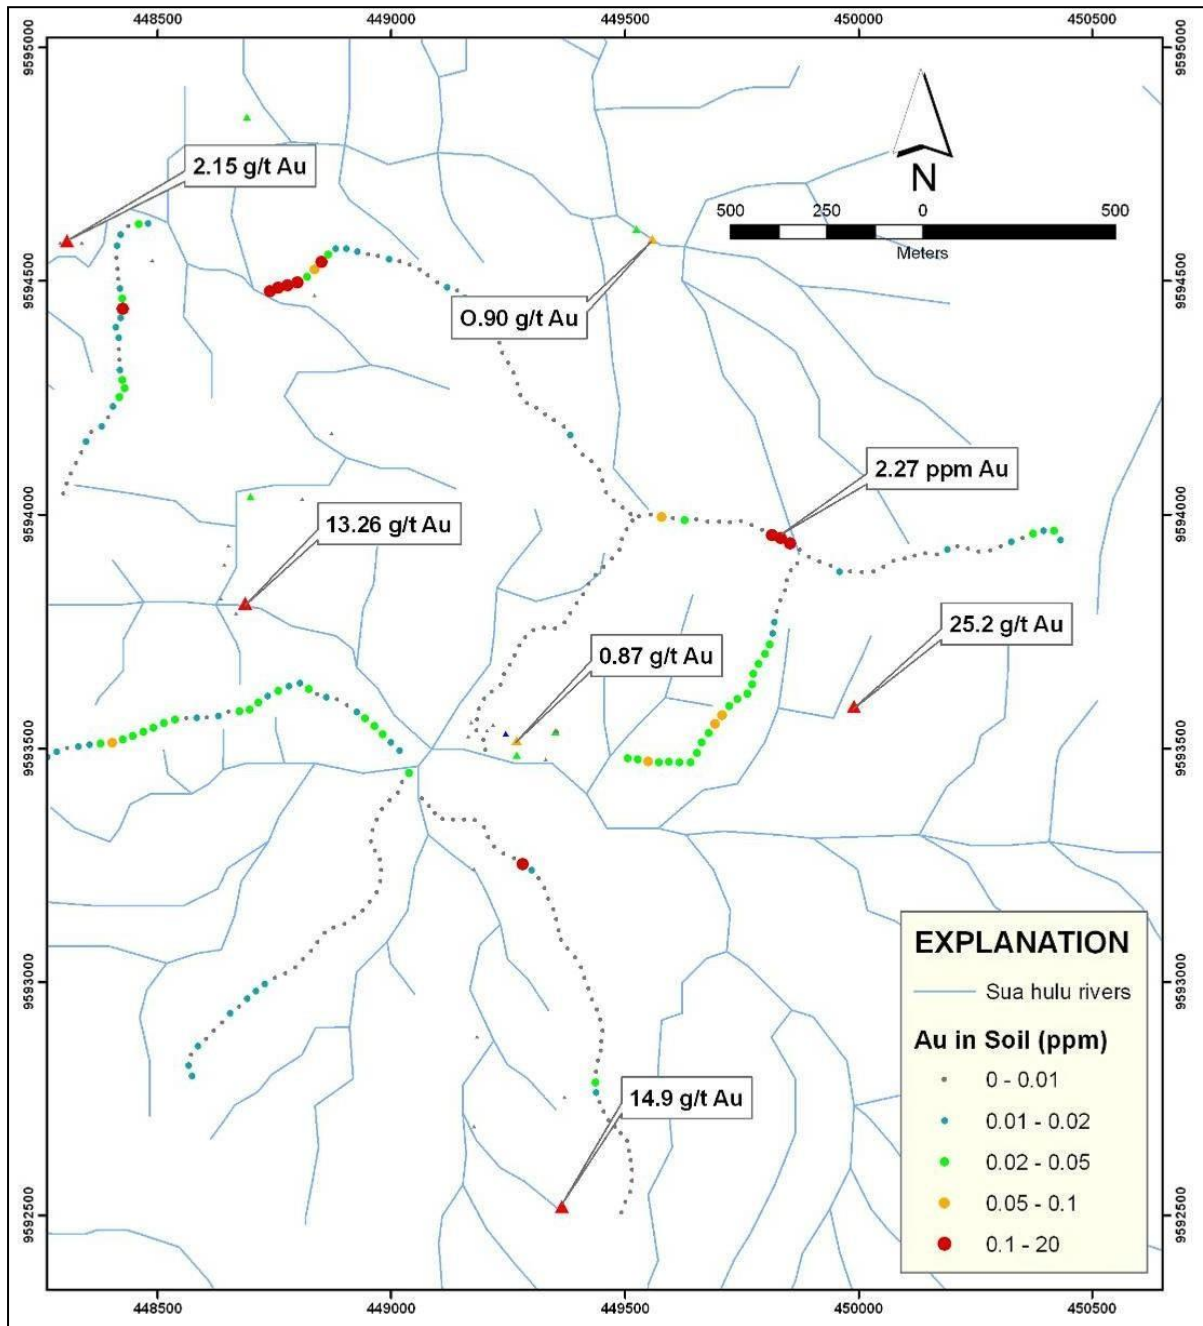 448500 449000 449500 450000 450500
9595000 9595000
2.15 g/t Au
N
500 250 0 500
Meters
9594500 9594500
O.90 g/t Au
2.27 ppm Au
9594000 9594000
13.26 g/t Au
25.2 g/t Au
0.87 g/t Au
9593500 9593500
EXPLANATION
Sua hulu rivers
9593000 9593000
Au in Soil (ppm)
0 - 0.01
14.9 g/t Au
0.01 - 0.02
0.02 - 0.05
0.05 - 0.1
9592500 9592500
0.1 - 20
448500 449000 449500 450000 450500